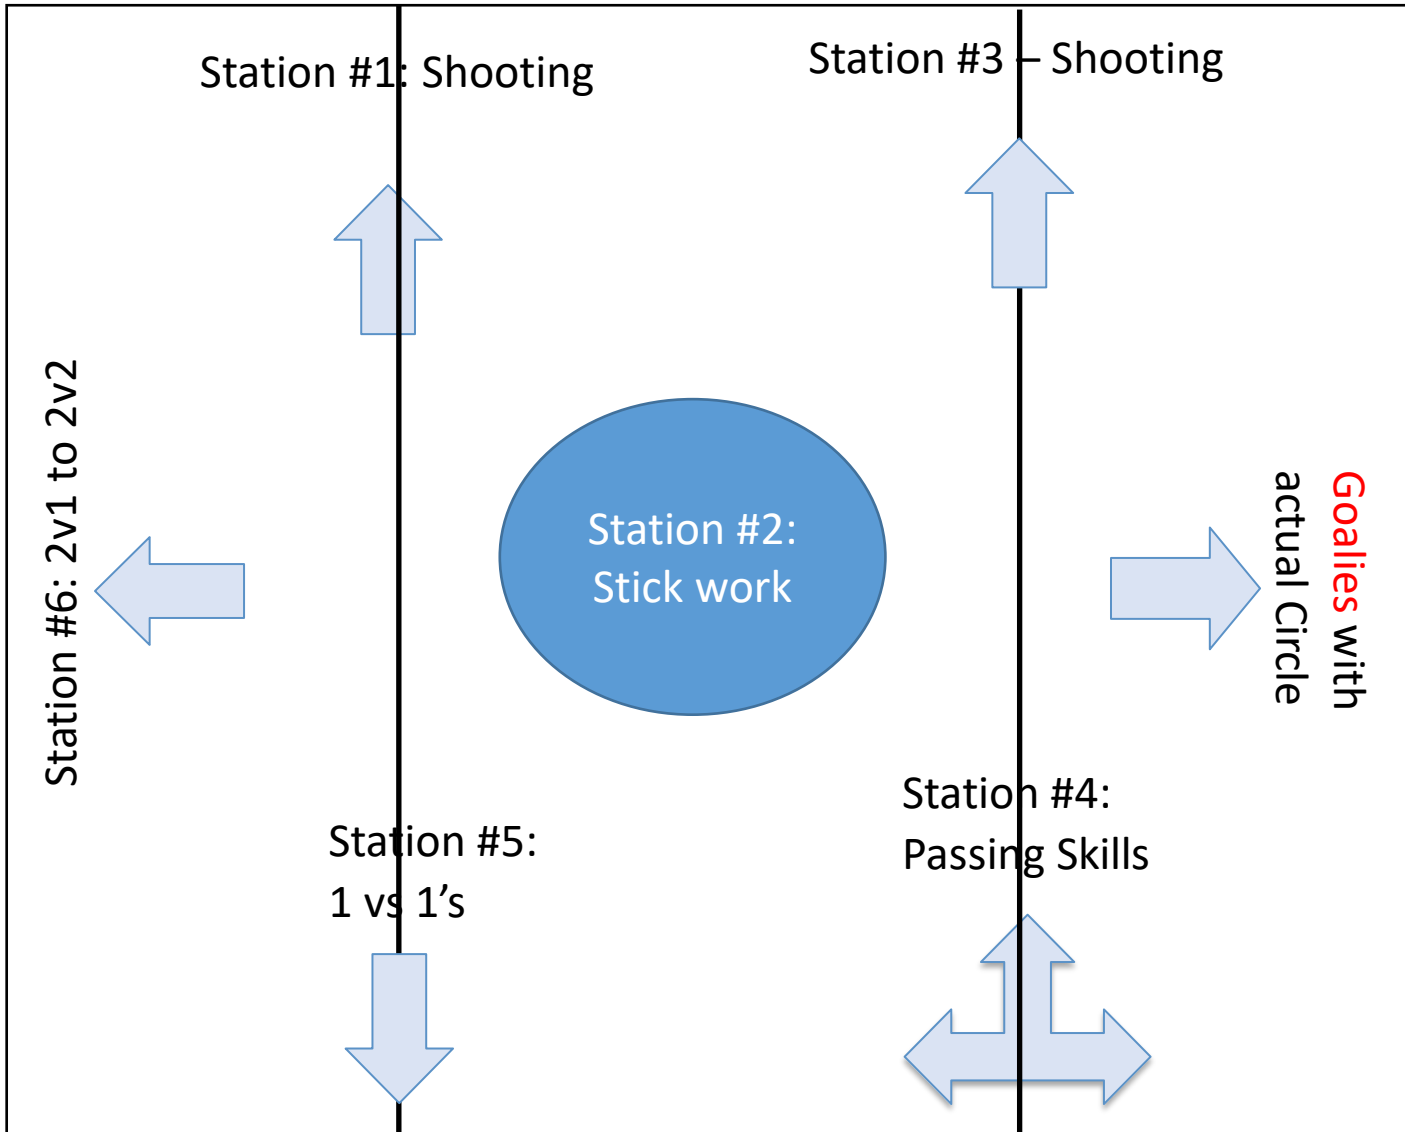 Station #1: Shooting
Station #3 – Shooting
Station #6: 2v1 to 2v2
Station #2:
Stick work
Goalies with
actual Circle
Station #4:
Passing Skills
Station #5:
1 vs 1’s